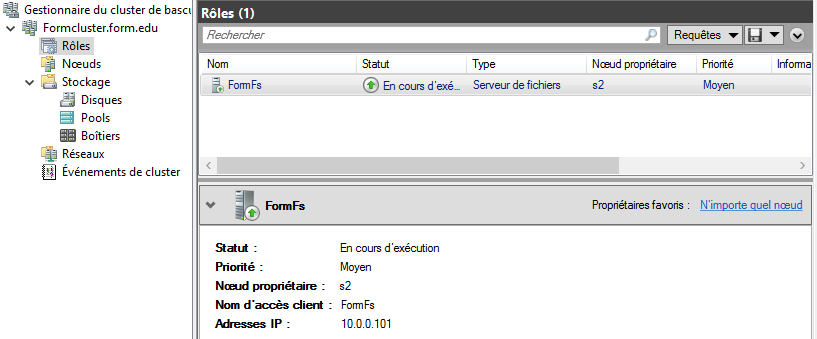 Gestionnaire du cluster de bascu
Formcluster.form.edu
Rôles
Nœuds
Stockage
Disques
Pools
Boîtiers
Réseaux
Événements de cluster
Rôles (1)
Rechercher
Requêtes
Nom Statut Type Nœud propriétaire Priorité Informa
FormFs En cours d'exé... Serveur de fichiers s2 Moyen
FormFs
Propriétaires favoris : N'importe quel nœud
Statut : En cours d'exécution
Priorité : Moyen
Nœud propriétaire : s2
Nom d'accès client : FormFs
Adresses IP : 10.0.0.101